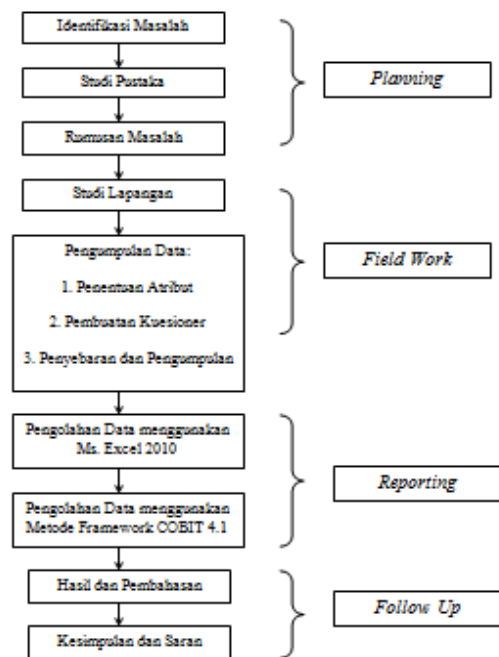 Identifikasi Masalah
Studi Pustaka
Rumusan Masalah
Planning
Studi Lapangan
Pengumpulan Data:
1. Penentuan Atribut
2. Pembuatan Kuesioner
3. Penyebaran dan Pengumpulan
Field Work
Pengolahan Data menggunakan
Ms. Excel 2010
Pengolahan Data menggunakan
Metode Framework COBIT 4.1
Reporting
Hasil dan Pembahasan
Kesimpulan dan Saran
Follow Up